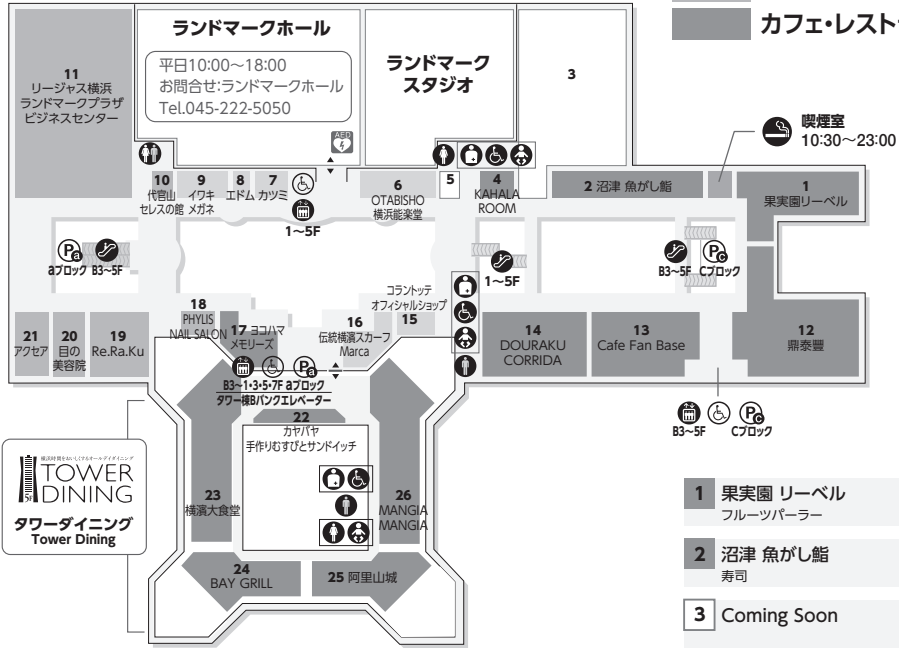 カフェ・レスト
ランドマークホール
平日10:00～18:00
お問合せ:ランドマークホール
Tel.045-222-5050
ランドマーク
スタジオ
3
11
リージャス横浜
ランドマークプラザ
ビジネスセンター
喫煙室
10:30～23:00
AED
10
代官山
セレスの館
9
イワキ
メガネ
8
エドム
7
カツミ
1～5F
6
OTABISHO
横浜能楽堂
5
4
KAHALA
ROOM
2 沼津 魚がし鮨
1
果実園リーベル
Pa
aブロック
B3～5F
1～5F
B3～5F
Pc
Cブロック
21
アクセア
20
目の
美容院
19
Re.Ra.Ku
18
PHYLIS
NAIL SALON
17 ヨコハマ
メモリーズ
16
伝統横濱スカーフ
Marca
コラントッテ
オフィシャルショップ
15
14
DOURAKU
CORRIDA
13
Cafe Fan Base
12
鼎泰豐
Pa
B3～1・3・5・7F aブロック
タワー棟Bバンクエレベーター
Pc
B3～5F
Cブロック
22
カヤバヤ
手作りむすびとサンドイッチ
23
横濱大食堂
26
MANGIA
MANGIA
24
BAY GRILL
25 阿里山城
TOWER
DINING
5F
タワーダイニング
Tower Dining
1 果実園 リーベル
フルーツパーラー
2 沼津 魚がし鮨
寿司
3 Coming Soon